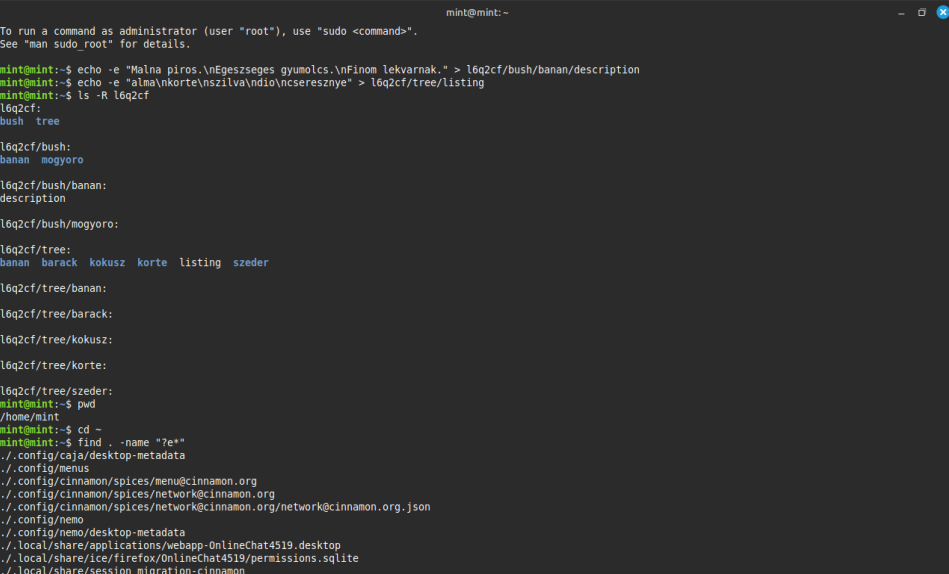 mint@mint: ~
To run a command as administrator (user "root"), use "sudo <command>".
See "man sudo_root" for details.
mint@mint:~$ echo -e "Malna piros.\nEgeszseges gyumolcs.\nFinom lekvarnak." > l6q2cf/bush/banan/description
mint@mint:~$ echo -e "alma\nkorte\nszilva\ndio\ncseresznye" > l6q2cf/tree/listing
mint@mint:~$ ls -R l6q2cf
l6q2cf:
bush  tree
l6q2cf/bush:
banan  mogyoro
l6q2cf/bush/banan:
description
l6q2cf/bush/mogyoro:
l6q2cf/tree:
banan  barack  kokusz  korte  listing  szeder
l6q2cf/tree/banan:
l6q2cf/tree/barack:
l6q2cf/tree/kokusz:
l6q2cf/tree/korte:
l6q2cf/tree/szeder:
mint@mint:~$ pwd
/home/mint
mint@mint:~$ cd ~
mint@mint:~$ find . -name "?e*"
./.config/caja/desktop-metadata
./.config/menus
./.config/cinnamon/spices/menu@cinnamon.org
./.config/cinnamon/spices/network@cinnamon.org
./.config/cinnamon/spices/network@cinnamon.org/network@cinnamon.org.json
./.config/nemo
./.config/nemo/desktop-metadata
./.local/share/applications/webapp-OnlineChat4519.desktop
./.local/share/ice/firefox/OnlineChat4519/permissions.sqlite
./.local/share/session_migration-cinnamon